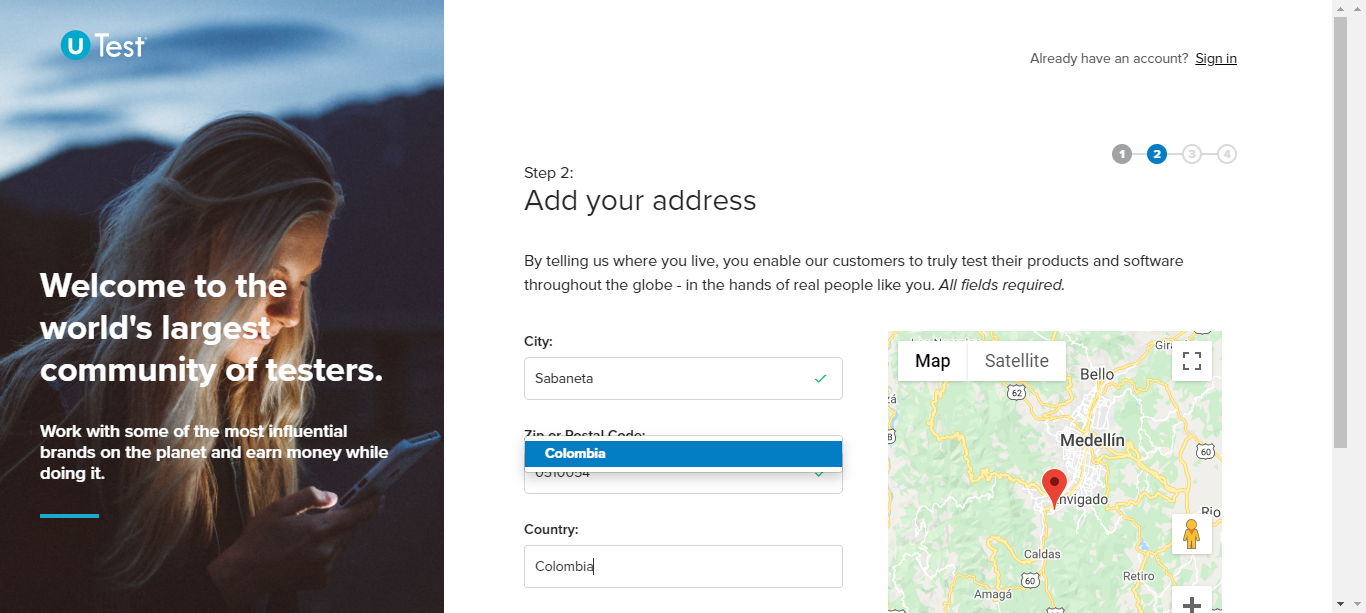 U Test
Already have an account? Sign in
1 2 3 4
Step 2:
Add your address
By telling us where you live, you enable our customers to truly test their products and software
throughout the globe - in the hands of real people like you. All fields required.
Welcome to the
world's largest
community of testers.
Work with some of the most influential
brands on the planet and earn money while
doing it.
City:
Sabaneta
Zip or Postal Code:
Colombia
0510054
Country:
Colombia
Map
Satellite
Bello
62
Medellín
60
Envigado
Caldas
60
Retiro
Amagá